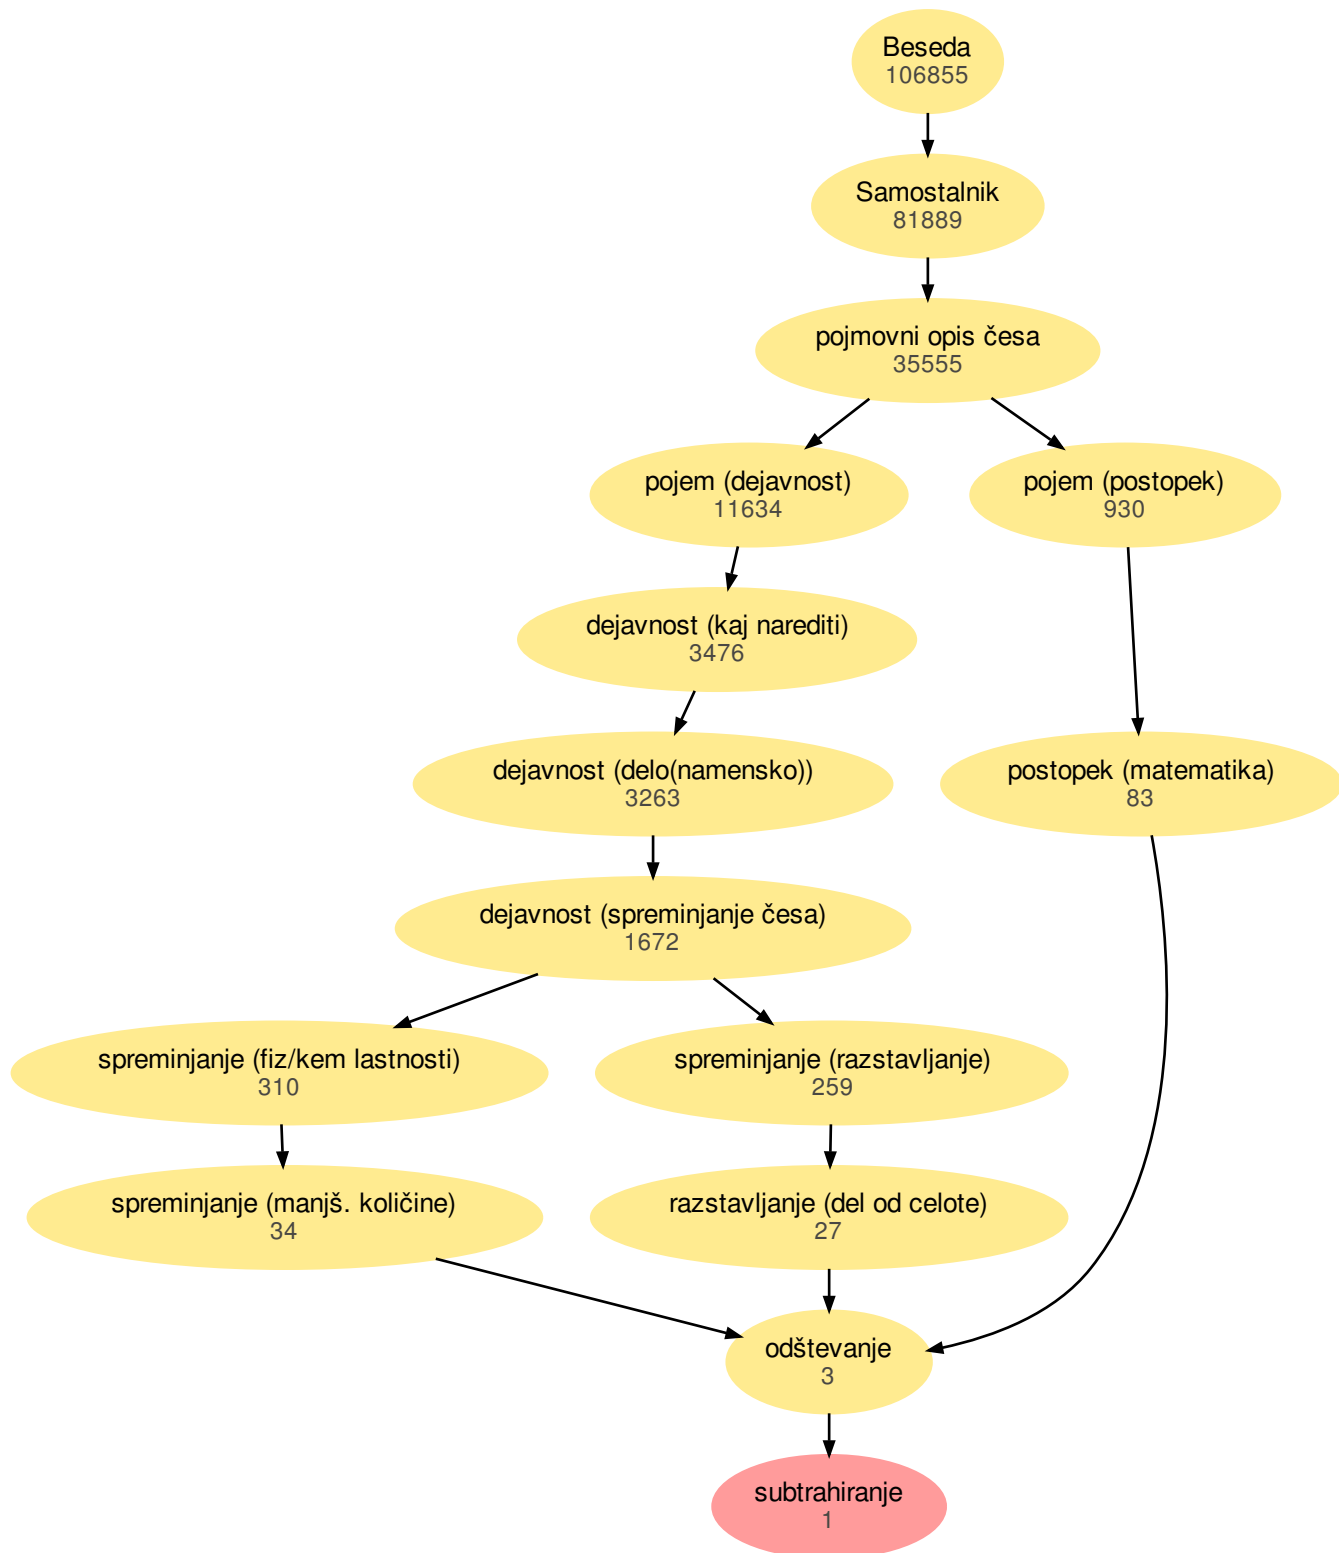 Beseda
106855
Samostalnik
81889
pojmovni opis česa
35555
pojem (dejavnost)
11634
pojem (postopek)
930
dejavnost (kaj narediti)
3476
dejavnost (delo(namensko))
3263
postopek (matematika)
83
dejavnost (spreminjanje česa)
1672
spreminjanje (fiz/kem lastnosti)
310
spreminjanje (razstavljanje)
259
spreminjanje (manjš. količine)
34
razstavljanje (del od celote)
27
odštevanje
3
subtrahiranje
1